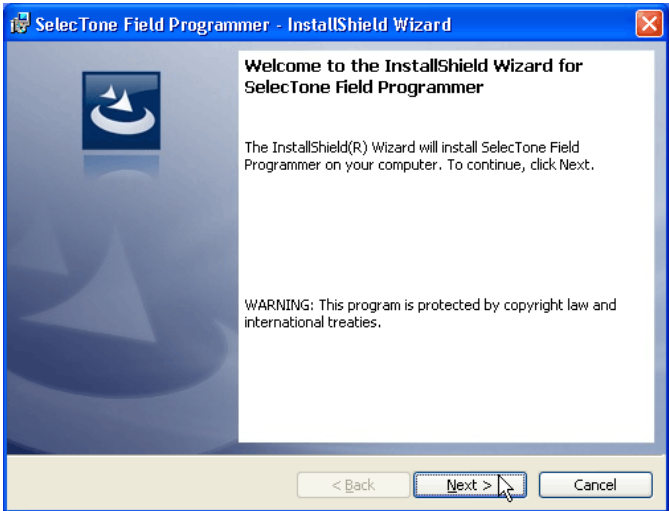 SelecTone Field Programmer - InstallShield Wizard
Welcome to the InstallShield Wizard for
SelecTone Field Programmer
The InstallShield(R) Wizard will install SelecTone Field
Programmer on your computer. To continue, click Next.
WARNING: This program is protected by copyright law and
international treaties.
< Back
Next >
Cancel